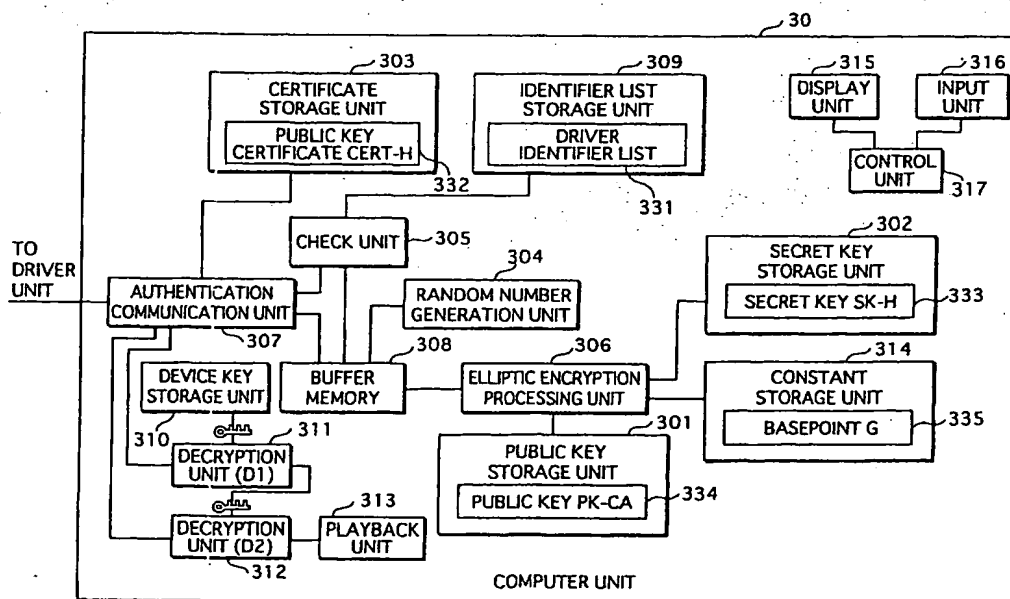 30
303
CERTIFICATE
STORAGE UNIT
PUBLIC KEY
CERTIFICATE CERT-H
332
309
IDENTIFIER LIST
STORAGE UNIT
DRIVER
IDENTIFIER LIST
331
315
DISPLAY
UNIT
316
INPUT
UNIT
CONTROL
UNIT
317
CHECK UNIT
305
TO
DRIVER
UNIT
AUTHENTICATION
COMMUNICATION UNIT
307
304
RANDOM NUMBER
GENERATION UNIT
302
SECRET KEY
STORAGE UNIT
SECRET KEY SK-H
333
308
BUFFER
MEMORY
306
ELLIPTIC ENCRYPTION
PROCESSING UNIT
314
CONSTANT
STORAGE UNIT
BASEPOINT G
335
DEVICE KEY
STORAGE UNIT
310
311
DECRYPTION
UNIT (D1)
301
PUBLIC KEY
STORAGE UNIT
PUBLIC KEY PK-CA
334
DECRYPTION
UNIT (D2)
312
313
PLAYBACK
UNIT
COMPUTER UNIT